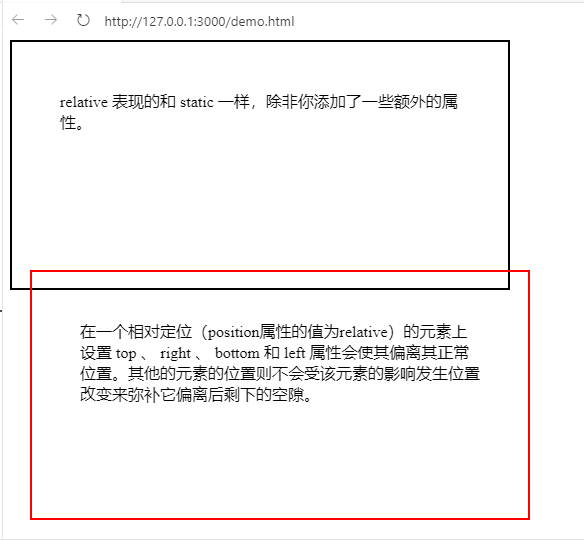 http://127.0.0.1:3000/demo.html
relative 表现的和 static 一样，除非你添加了一些额外的属
性。
在一个相对定位（position属性的值为relative）的元素上
设置 top 、 right 、 bottom 和 left 属性会使其偏离其正常
位置。其他的元素的位置则不会受该元素的影响发生位置
改变来弥补它偏离后剩下的空隙。